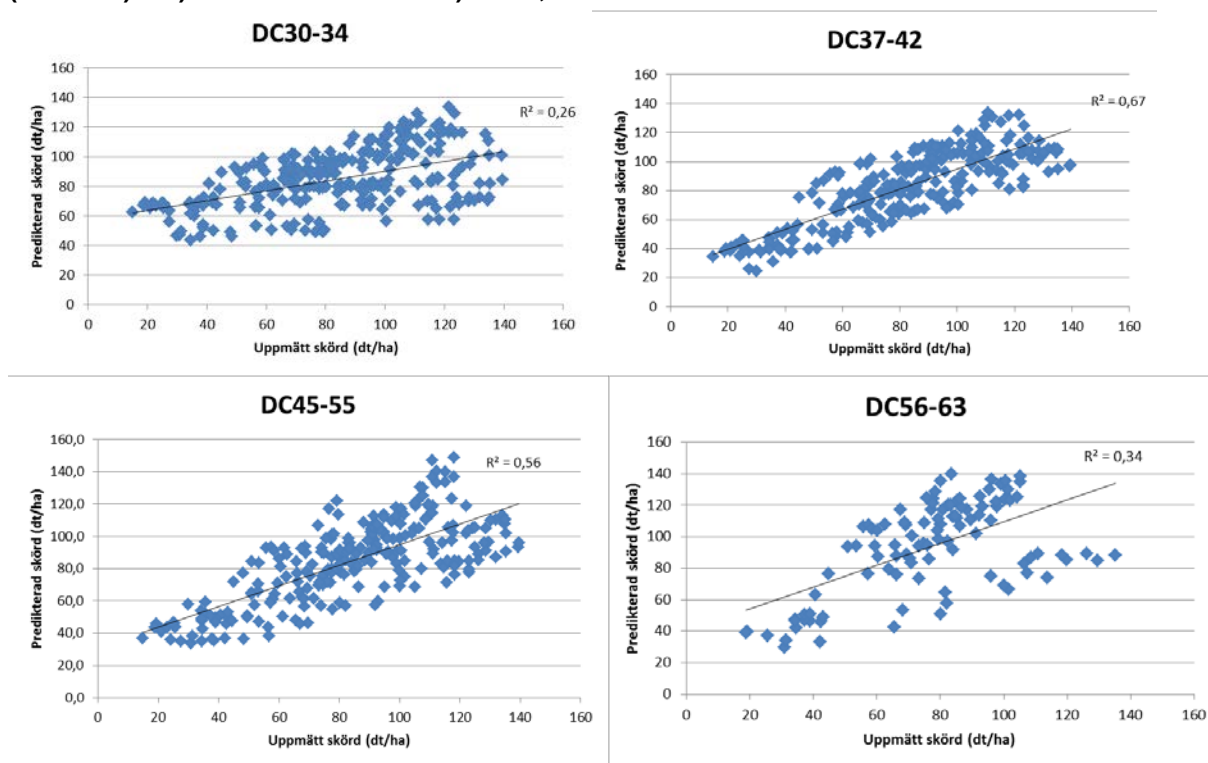 DC30-34
Predikterad skörd (dt/ha)
160
140
120
100
80
60
40
20
0
R² = 0,26
0 20 40 60 80 100 120 140 160
Uppmätt skörd (dt/ha)
DC37-42
Predikterad skörd (dt/ha)
160
140
120
100
80
60
40
20
0
R² = 0,67
0 20 40 60 80 100 120 140 160
Uppmätt skörd (dt/ha)
DC45-55
Predikterad skörd (dt/ha)
160,0
140,0
120,0
100,0
80,0
60,0
40,0
20,0
0,0
R² = 0,56
0 20 40 60 80 100 120 140 160
Uppmätt skörd (dt/ha)
DC56-63
Predikterad skörd (dt/ha)
160
140
120
100
80
60
40
20
0
R² = 0,34
0 20 40 60 80 100 120 140 160
Uppmätt skörd (dt/ha)